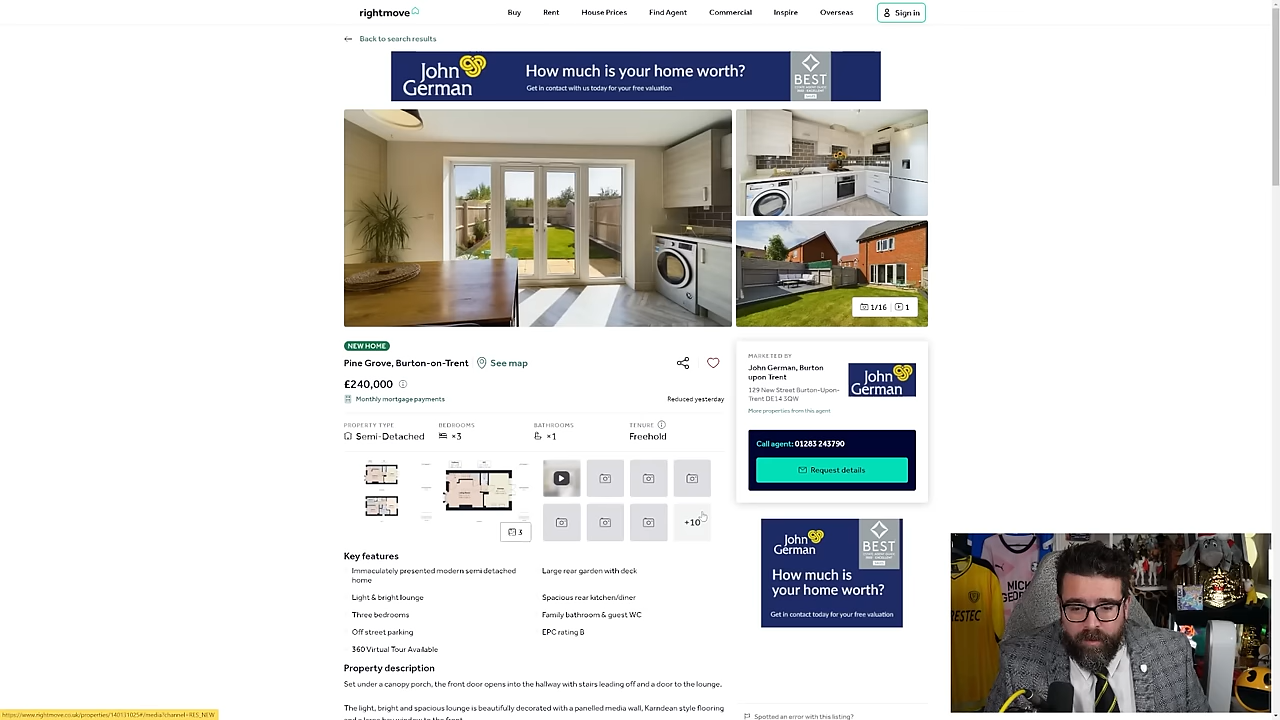 rightmove
Buy
Rent
House Prices
Find Agent
Commercial
Inspire
Overseas
Sign in
Back to search results
John German
How much is your home worth?
Get in contact with us today for your free valuation
BEST
1/16
1
NEW HOME
Pine Grove, Burton-on-Trent
See map
£240,000
Monthly mortgage payments
Reduced yesterday
PROPERTY TYPE
Semi-Detached
BEDROOMS
×3
BATHROOMS
×1
TENURE
Freehold
3
+10
Key features
Immaculately presented modern semi detached
home
Light & bright lounge
Three bedrooms
Off street parking
360 Virtual Tour Available
Large rear garden with deck
Spacious rear kitchen/diner
Family bathroom & guest WC
EPC rating B
Property description
Set under a canopy porch, the front door opens into the hallway with stairs leading off and a door to the lounge.
The light, bright and spacious lounge is beautifully decorated with a panelled media wall, Karndean style flooring
and a large bay window to the front.
MARKETED BY
John German, Burton
upon Trent
129 New Street Burton-Upon-
Trent DE14 3QW
More properties from this agent
John
German
Call agent: 01283 243790
Request details
John
German
BEST
How much is
your home worth?
Get in contact today for your free valuation
Spotted an error with this listing?
RESTEC